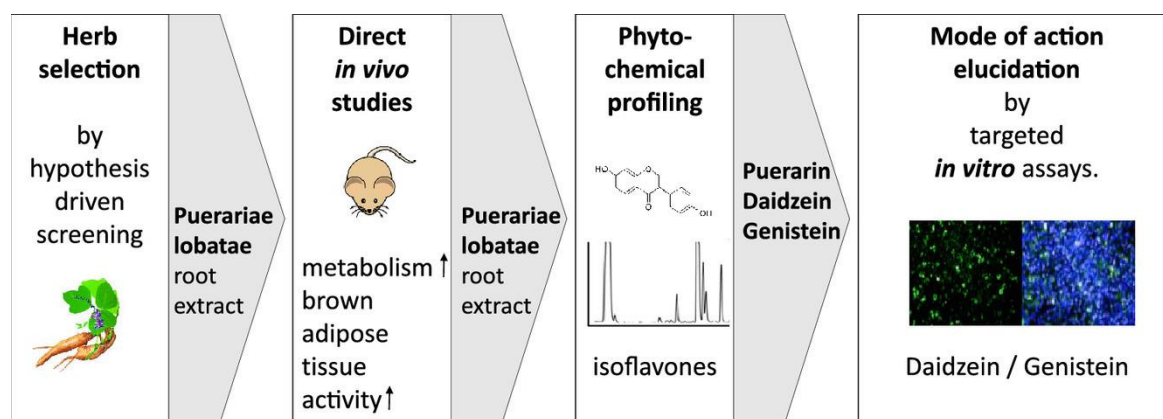 Herb
selection
by
hypothesis
driven
screening
Puerariae
lobatae
root
extract
Direct
in vivo
studies
metabolism ↑
brown
adipose
tissue
activity ↑
Puerariae
lobatae
root
extract
Phyto-
chemical
profiling
HO
O
O
OH
isoflavones
Puerarin
Daidzein
Genistein
Mode of action
elucidation
by
targeted
in vitro assays.
Daidzein / Genistein